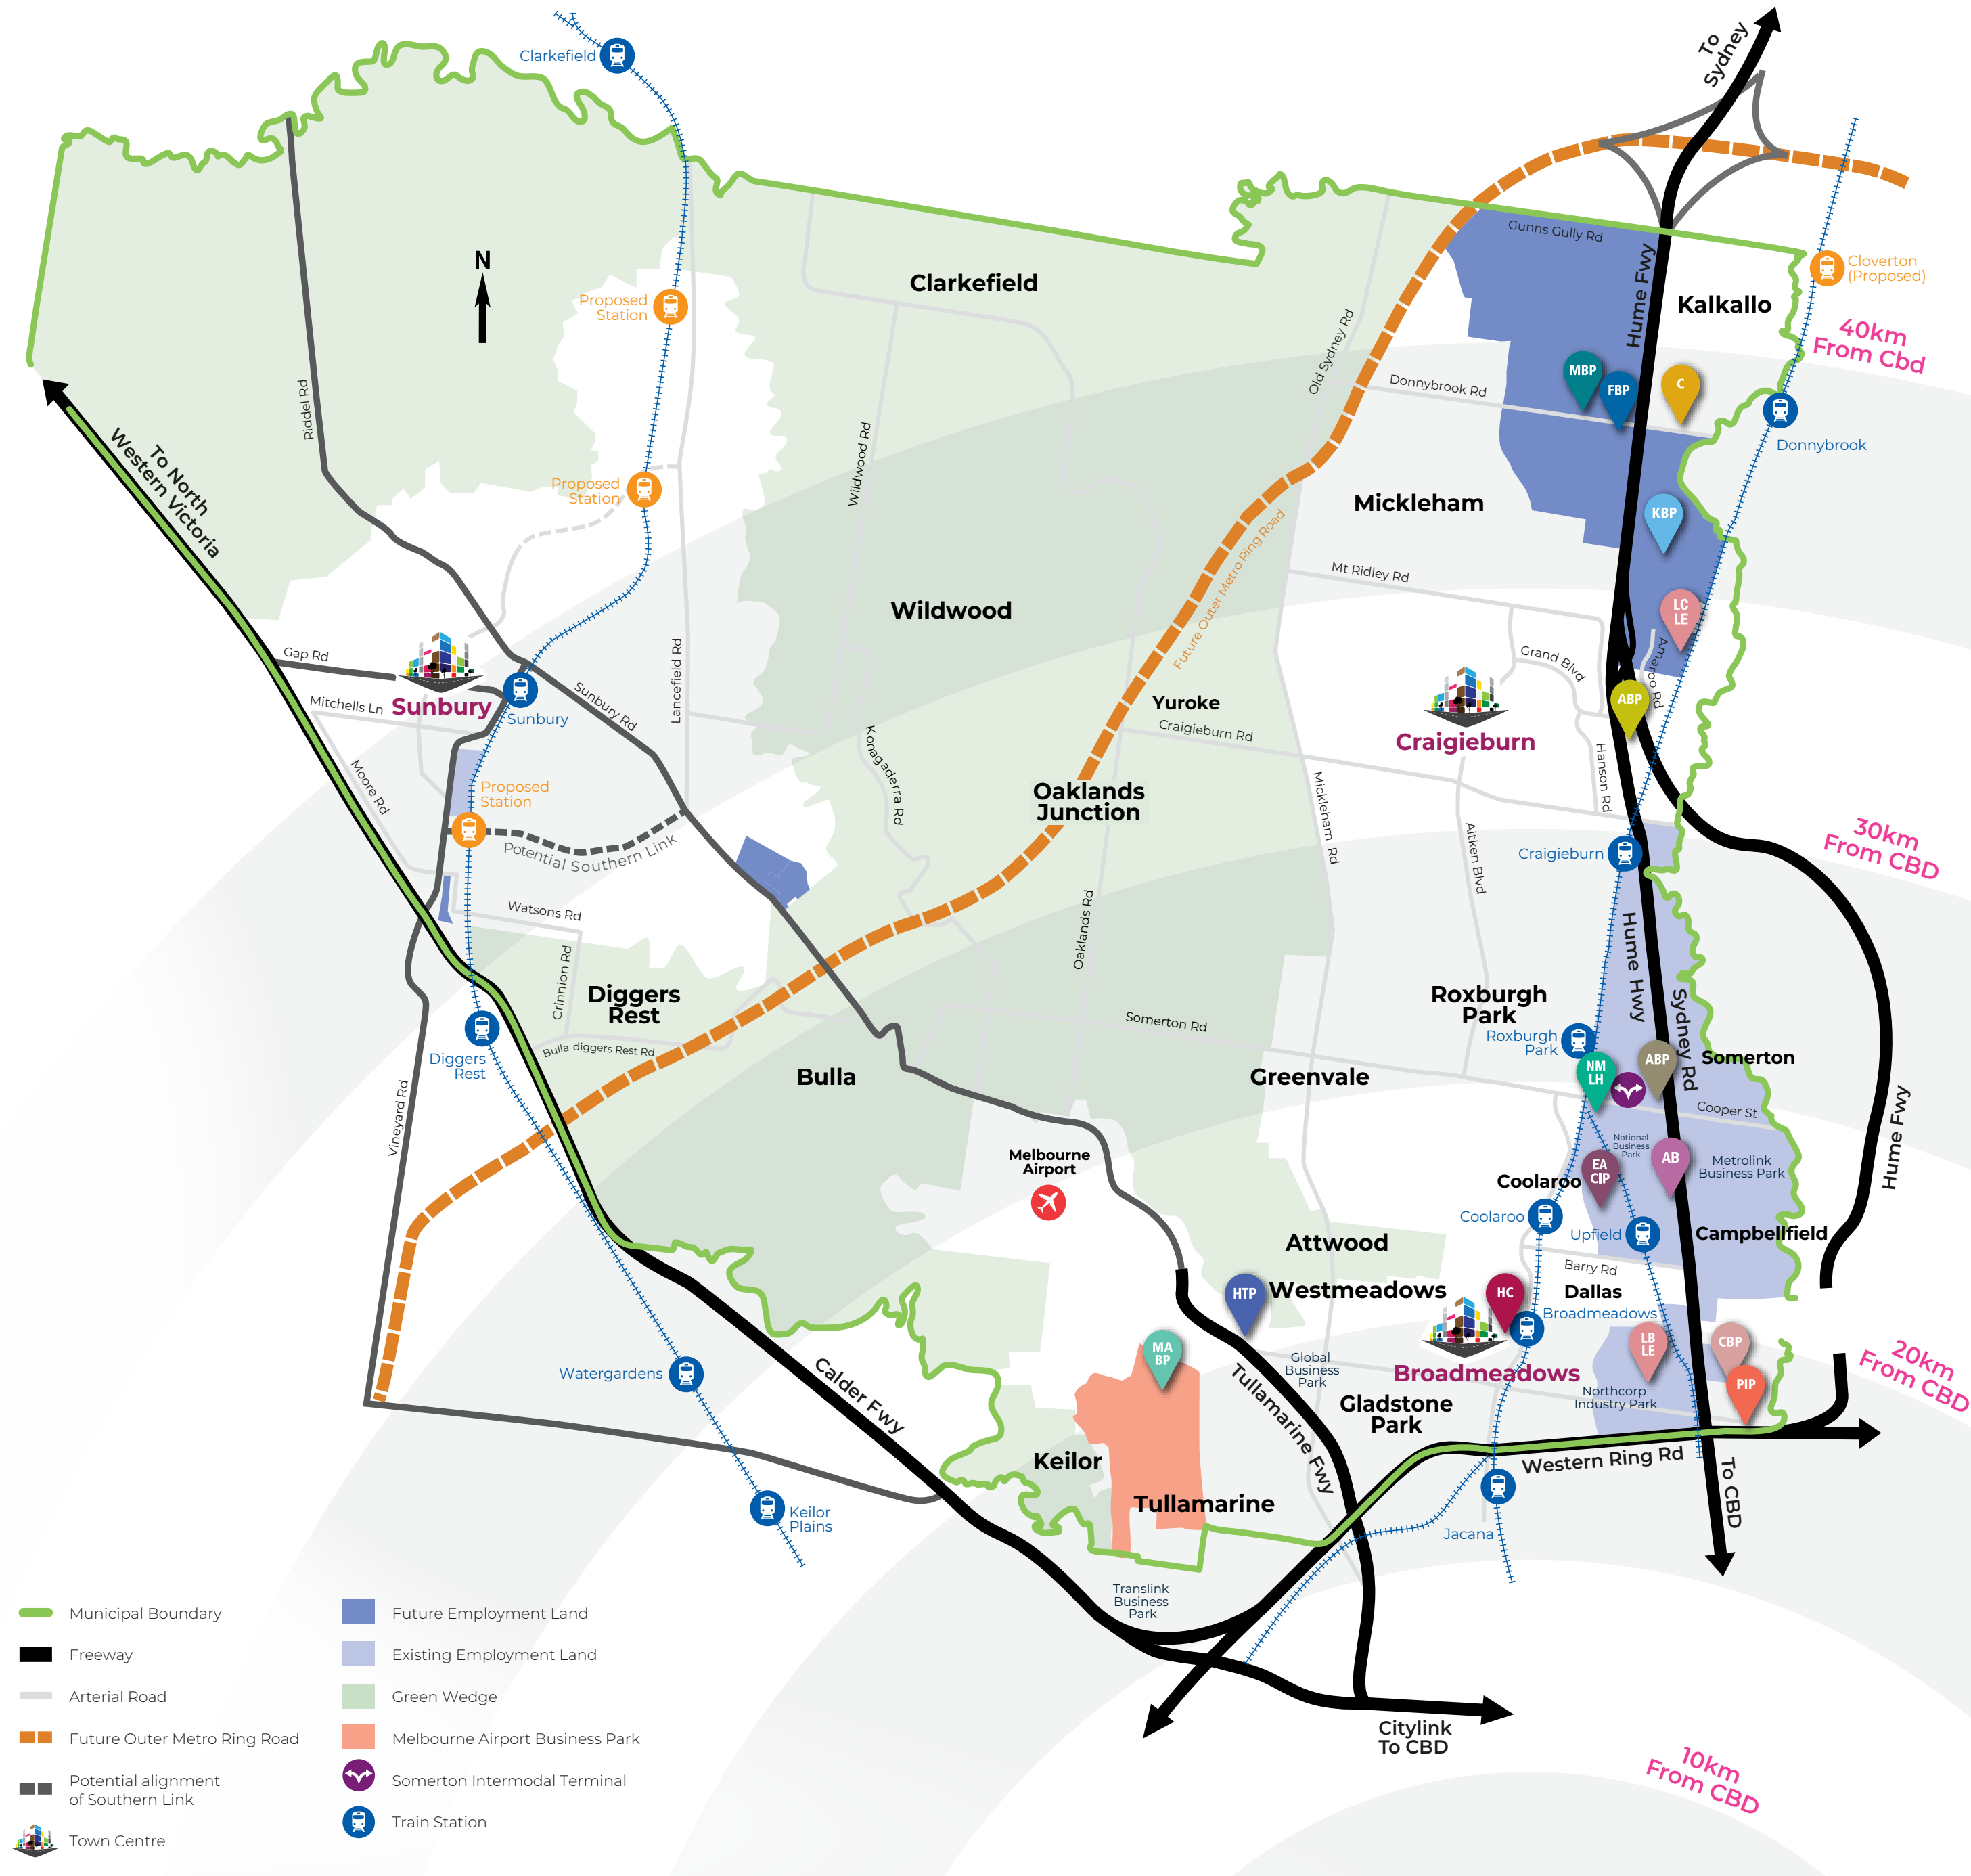 To
Sydney
Clarkefield
N
Gunns Gully Rd
Cloverton
(Proposed)
Clarkefield
Kalkallo
Hume Fwy
Proposed
Station
40km
From Cbd
Old Sydney Rd
MBP
FBP
C
Donnybrook Rd
Riddel Rd
Donnybrook
To North
Western Victoria
Wildwood Rd
Proposed
Station
Mickleham
KBP
Future Outer Metro Ring Road
Mt Ridley Rd
Wildwood
LC
LE
Gap Rd
Grand Blvd
Amaroo Rd
Lancefield Rd
Sunbury Rd
Mitchells Ln
Sunbury
Sunbury
Yuroke
ABP
Craigieburn Rd
Craigieburn
Konagaderra Rd
Hanson Rd
Moore Rd
Proposed
Station
Oaklands
Junction
Mickleham Rd
30km
From CBD
Potential Southern Link
Aitken Blvd
Craigieburn
Watsons Rd
Oaklands Rd
Hume Hwy
Crinnion Rd
Diggers
Rest
Roxburgh
Park
Sydney Rd
Somerton Rd
Roxburgh
Park
Diggers
Rest
Bulla-diggers Rest Rd
Bulla
Greenvale
NM
LH
ABP
Somerton
Vineyard Rd
Cooper St
Hume Fwy
National
Business
Park
Melbourne
Airport
EA
CIP
AB
Metrolink
Business Park
Coolaroo
Coolaroo
Upfield
Campbellfield
Attwood
Barry Rd
HTP
Westmeadows
HC
Dallas
Broadmeadows
MA
BP
LB
LE
CBP
Global
Business
Park
Broadmeadows
20km
From CBD
Watergardens
Calder Fwy
Tullamarine Fwy
PIP
Northcorp
Industry Park
Gladstone
Park
Keilor
Western Ring Rd
To CBD
Tullamarine
Keilor
Plains
Jacana
Translink
Business
Park
Citylink
To CBD
10km
From CBD
Municipal Boundary
Freeway
Arterial Road
Future Outer Metro Ring Road
Potential alignment
of Southern Link
Town Centre
Future Employment Land
Existing Employment Land
Green Wedge
Melbourne Airport Business Park
Somerton Intermodal Terminal
Train Station